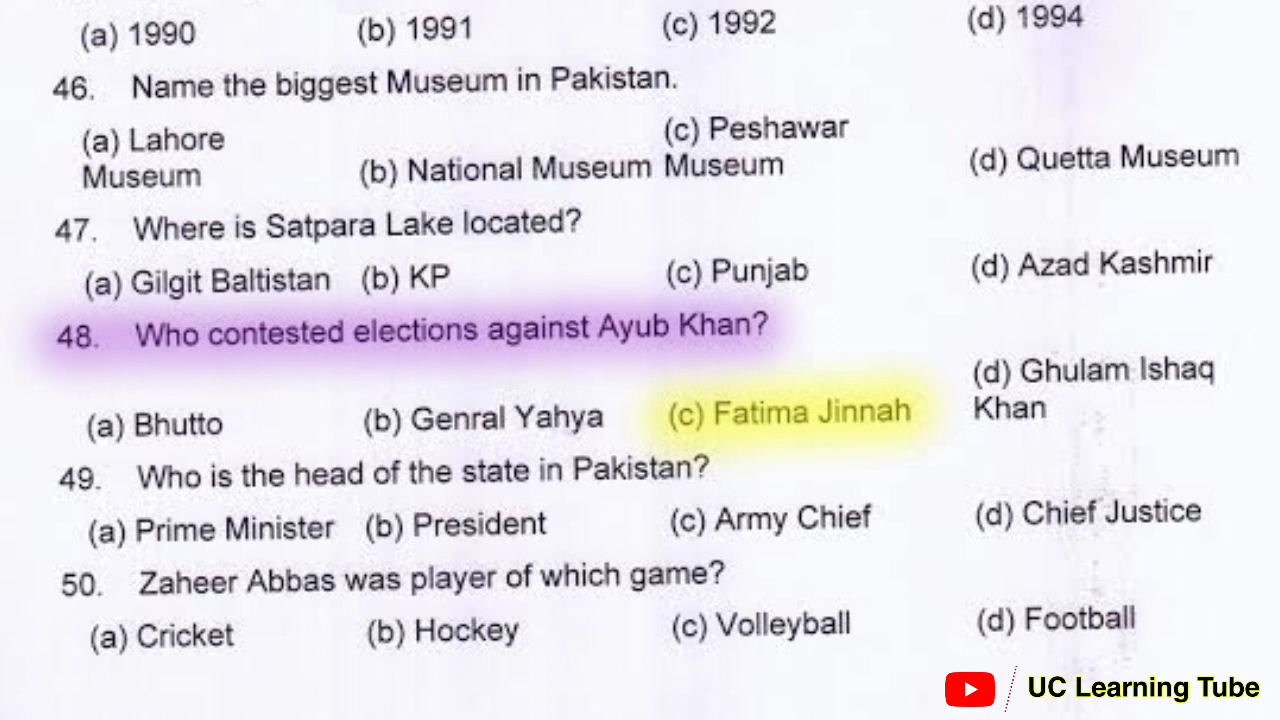 (a) 1990 (b) 1991 (c) 1992 (d) 1994
46. Name the biggest Museum in Pakistan.
(a) Lahore Museum (b) National Museum (c) Peshawar Museum (d) Quetta Museum
47. Where is Satpara Lake located?
(a) Gilgit Baltistan (b) KP (c) Punjab (d) Azad Kashmir
48. Who contested elections against Ayub Khan?
(a) Bhutto (b) Genral Yahya (c) Fatima Jinnah (d) Ghulam Ishaq Khan
49. Who is the head of the state in Pakistan?
(a) Prime Minister (b) President (c) Army Chief (d) Chief Justice
50. Zaheer Abbas was player of which game?
(a) Cricket (b) Hockey (c) Volleyball (d) Football
UC Learning Tube